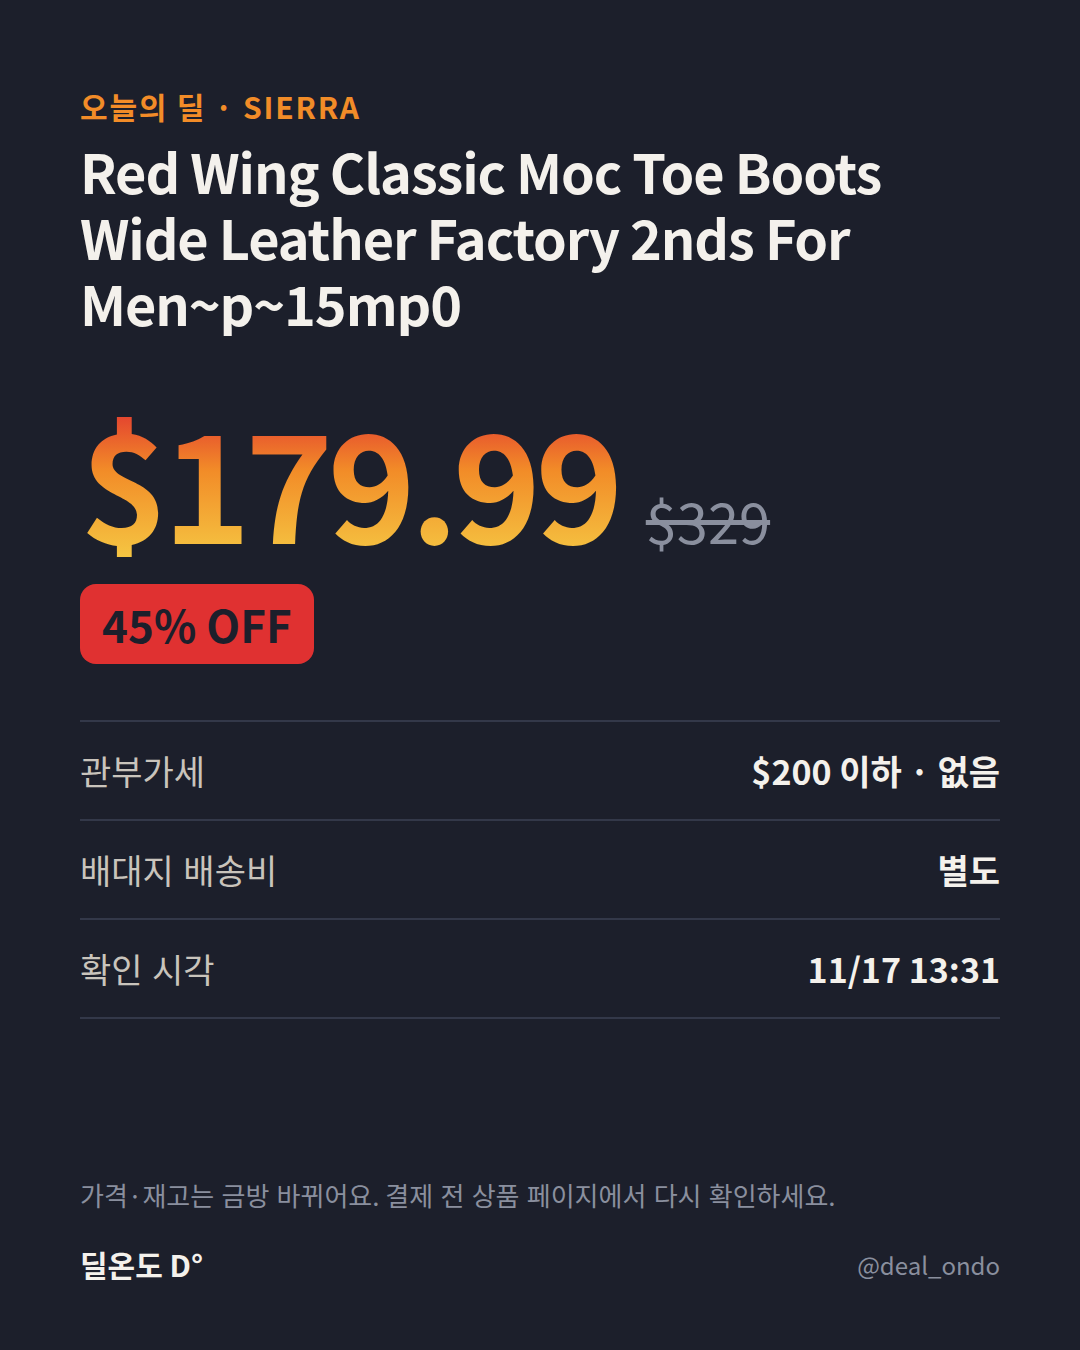 오늘의 딜 · SIERRA
Red Wing Classic Moc Toe Boots
Wide Leather Factory 2nds For
Men~p~15mp0
$179.99 $329
45% OFF
관부가세 $200 이하 · 없음
배대지 배송비 별도
확인 시각 11/17 13:31
가격·재고는 금방 바뀌어요. 결제 전 상품 페이지에서 다시 확인하세요.
딜온도 D° @deal_ondo